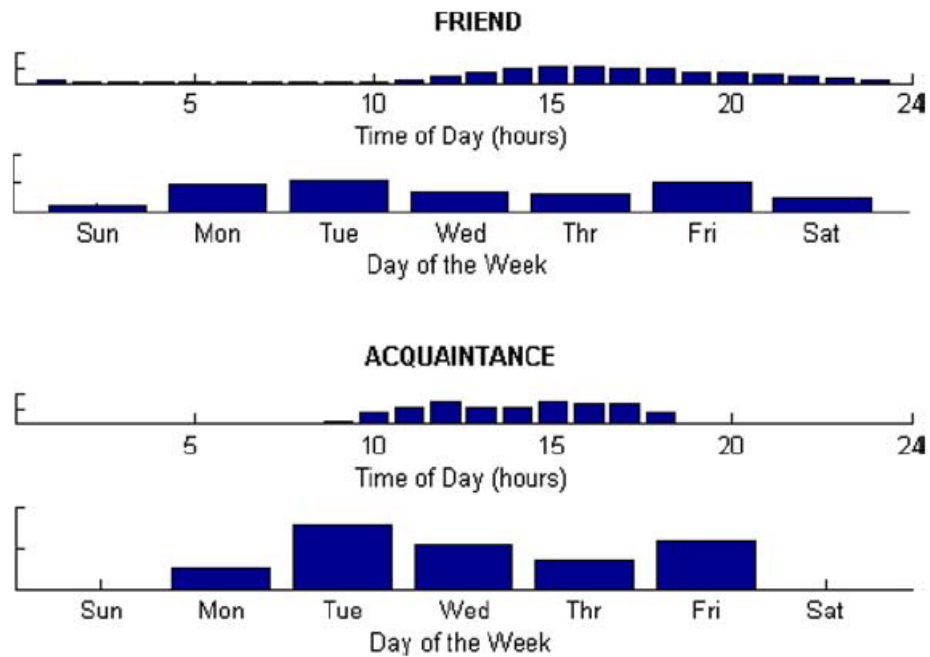 FRIEND
5 10 15 20 24
Time of Day (hours)
Sun Mon Tue Wed Thr Fri Sat
Day of the Week
ACQUAINTANCE
5 10 15 20 24
Time of Day (hours)
Sun Mon Tue Wed Thr Fri Sat
Day of the Week